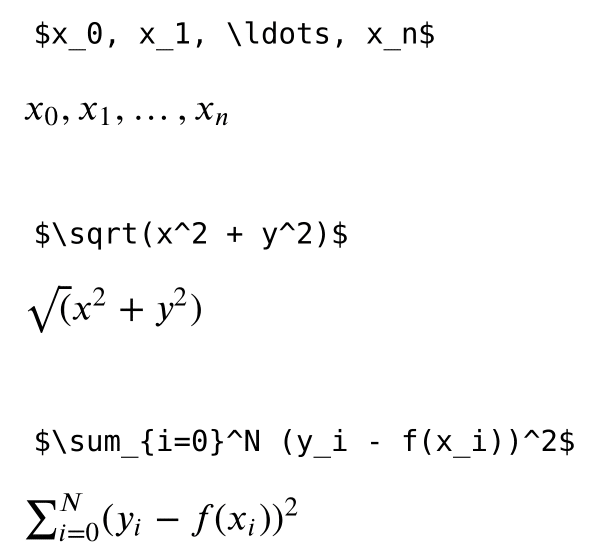 $x_0, x_1, \ldots, x_n$
x₀, x₁, … , xₙ
$\sqrt(x^2 + y^2)$
√(x² + y²)
$\sum_{i=0}^N (y_i - f(x_i))^2$
∑ᵢ₌₀ᴺ(yᵢ − f(xᵢ))²